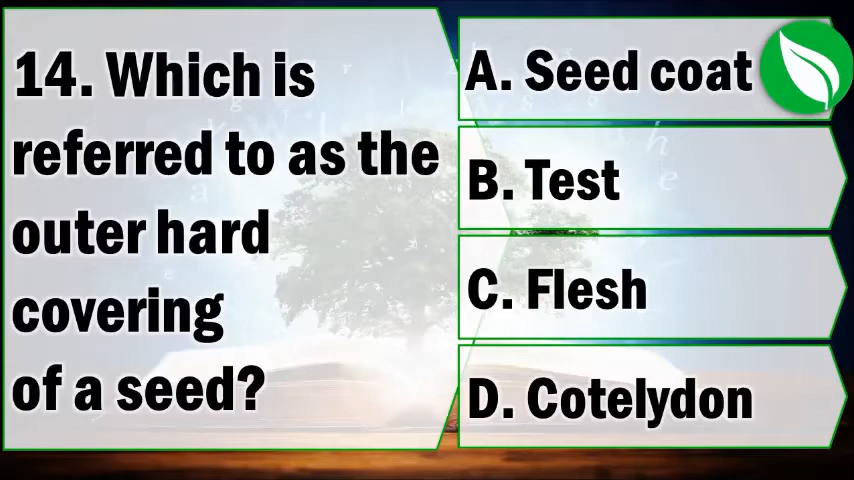 14. Which is
referred to as the
outer hard
covering
of a seed?
A. Seed coat
B. Test
C. Flesh
D. Cotelydon